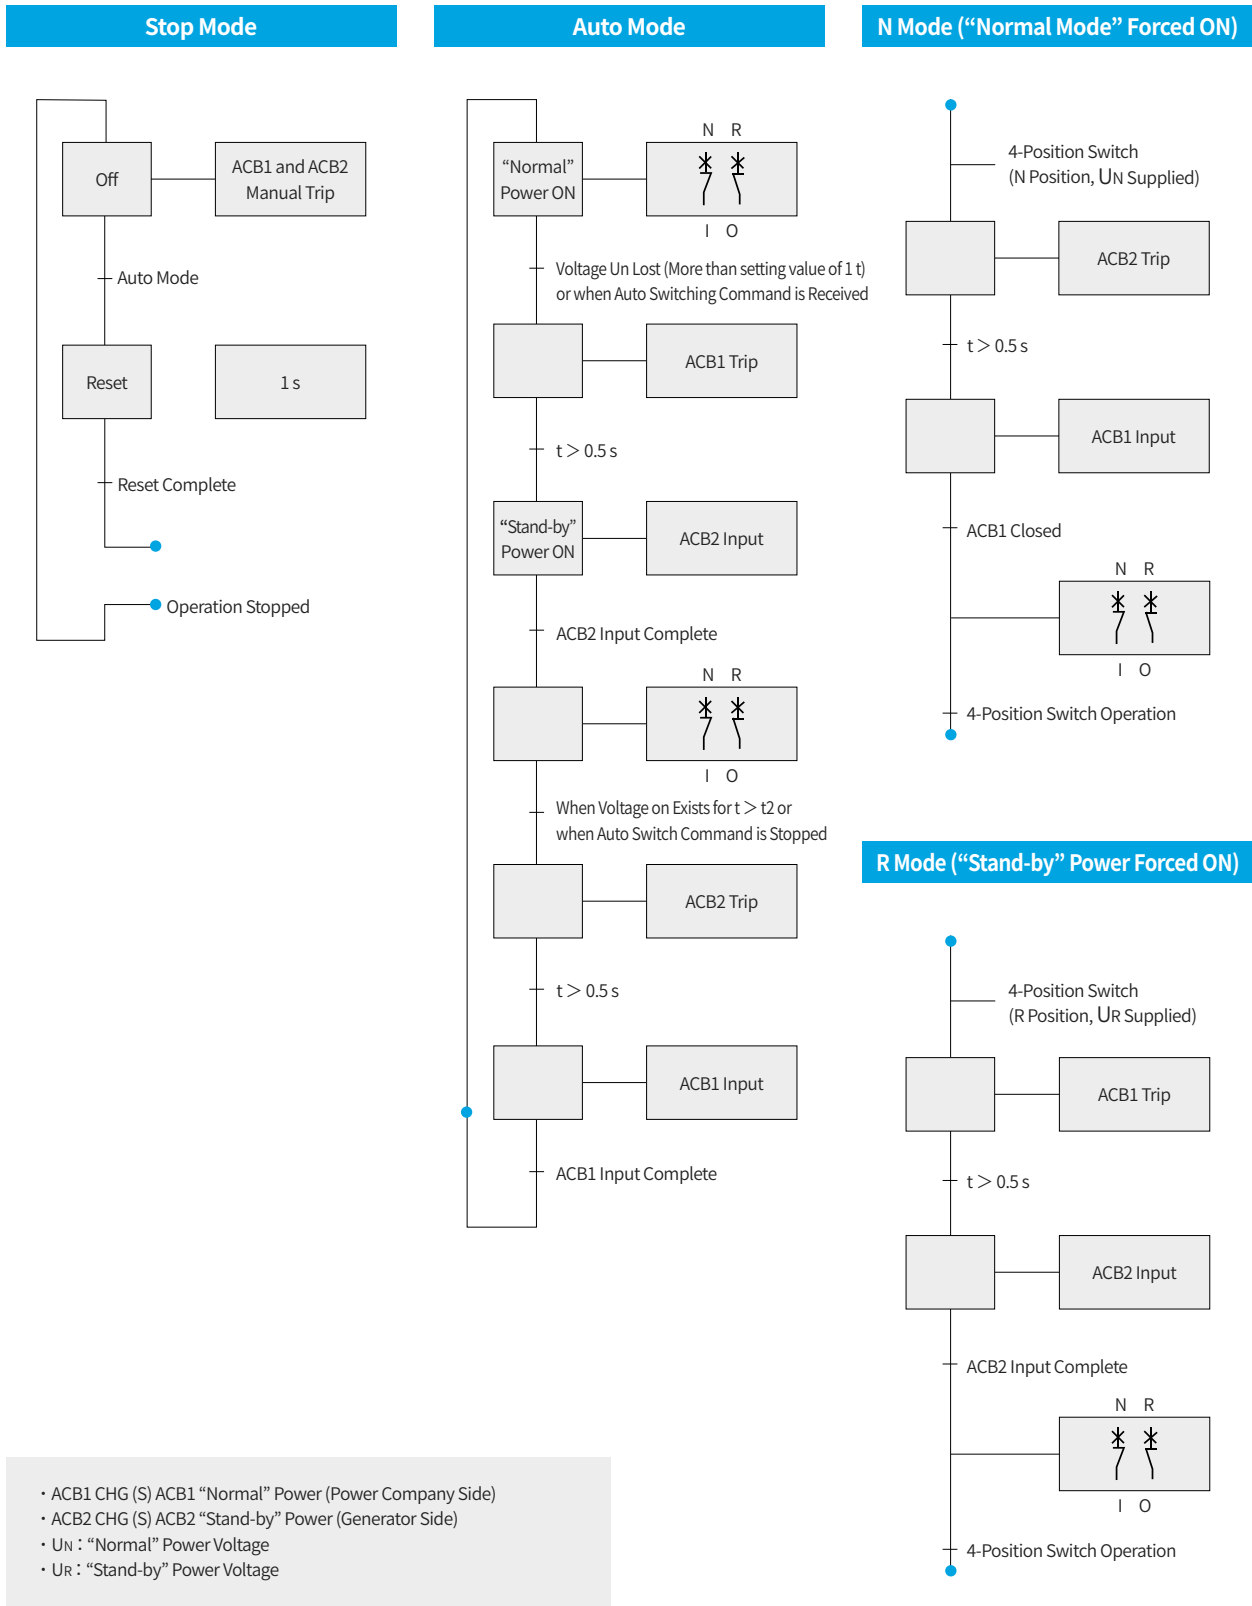 Stop Mode
Off
ACB1 and ACB2
Manual Trip
Auto Mode
Reset
1 s
Reset Complete
Operation Stopped
Auto Mode
“Normal”
Power ON
N R
I O
Voltage Un Lost (More than setting value of 1 t)
or when Auto Switching Command is Received
ACB1 Trip
t > 0.5 s
“Stand-by”
Power ON
ACB2 Input
ACB2 Input Complete
N R
I O
When Voltage on Exists for t > t2 or
when Auto Switch Command is Stopped
ACB2 Trip
t > 0.5 s
ACB1 Input
ACB1 Input Complete
N Mode (“Normal Mode” Forced ON)
4-Position Switch
(N Position, UN Supplied)
ACB2 Trip
t > 0.5 s
ACB1 Input
ACB1 Closed
N R
I O
4-Position Switch Operation
R Mode (“Stand-by” Power Forced ON)
4-Position Switch
(R Position, UR Supplied)
ACB1 Trip
t > 0.5 s
ACB2 Input
ACB2 Input Complete
N R
I O
4-Position Switch Operation
· ACB1 CHG (S) ACB1 “Normal” Power (Power Company Side)
· ACB2 CHG (S) ACB2 “Stand-by” Power (Generator Side)
· UN : “Normal” Power Voltage
· UR : “Stand-by” Power Voltage